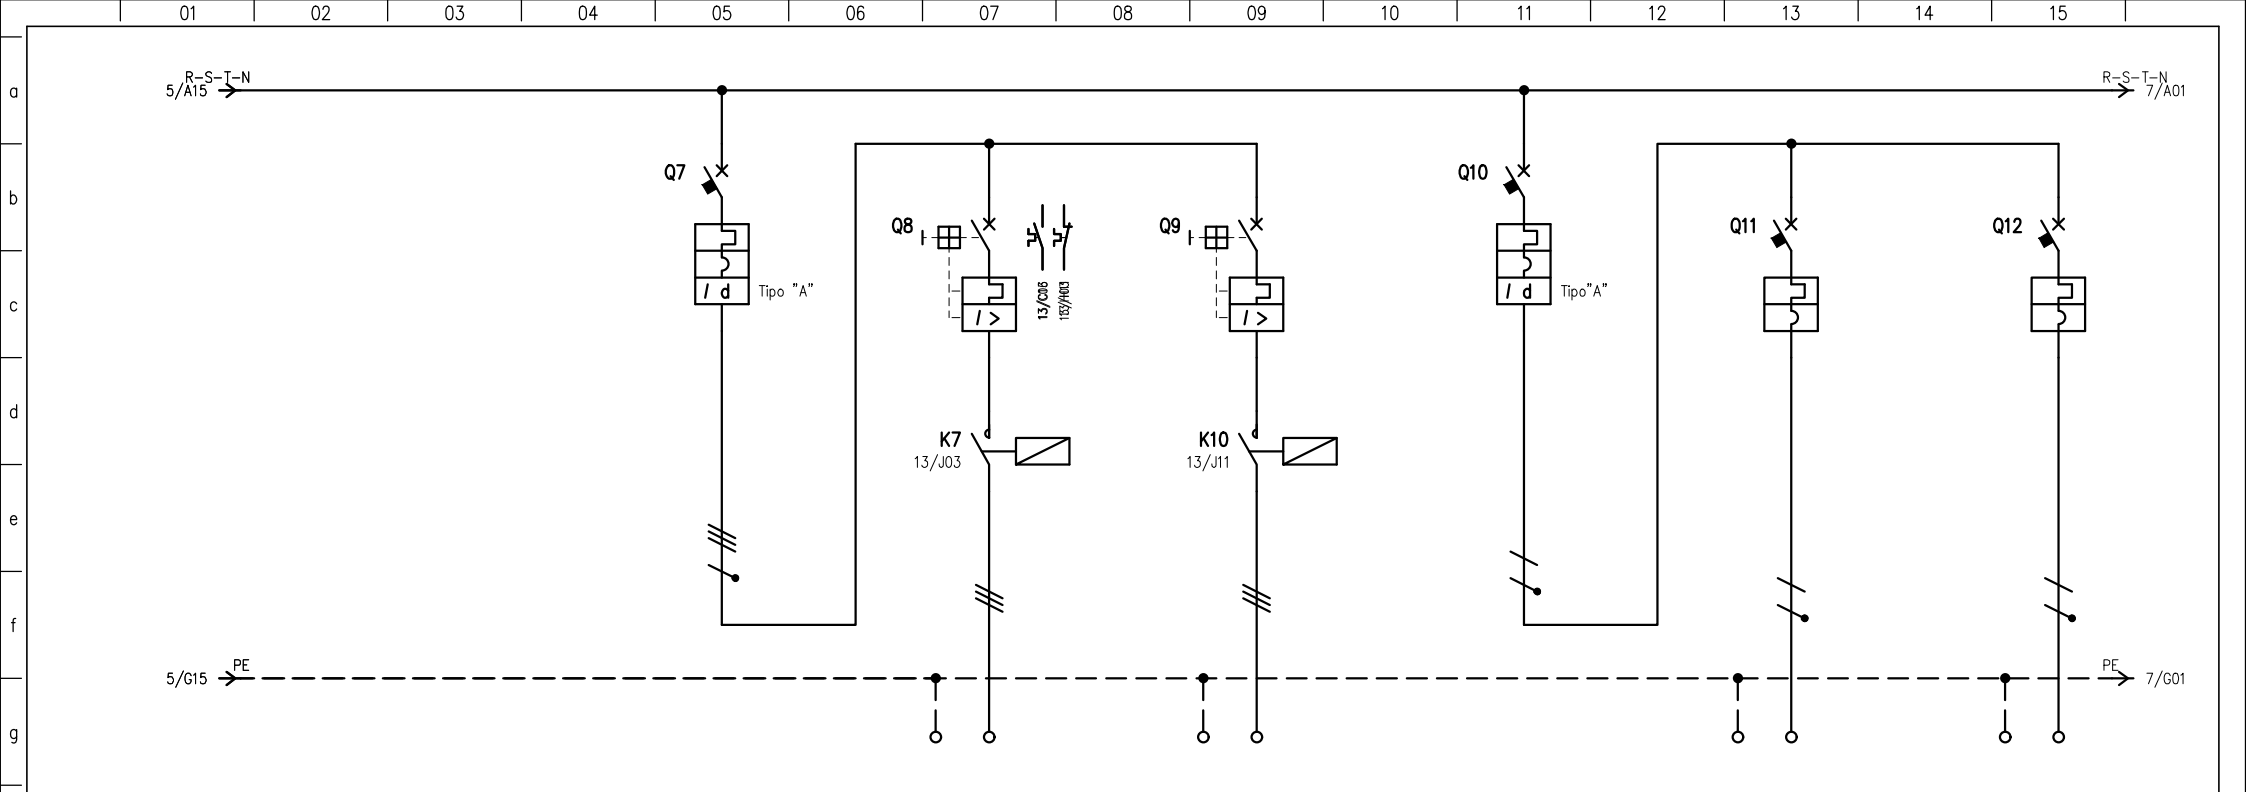 01 02 03 04 05 06 07 08 09 10 11 12 13 14 15
R-S-T-N R-S-T-N
a 5/A15 7/A01
Q7 Q10
b
Q8 Q9 Q11 Q12
I d Tipo "A" 13/C06 I d Tipo"A"
c
I > I >
d
K7 K10
13/J03 13/J11
e
f
PE PE
5/G15 7/G01
g